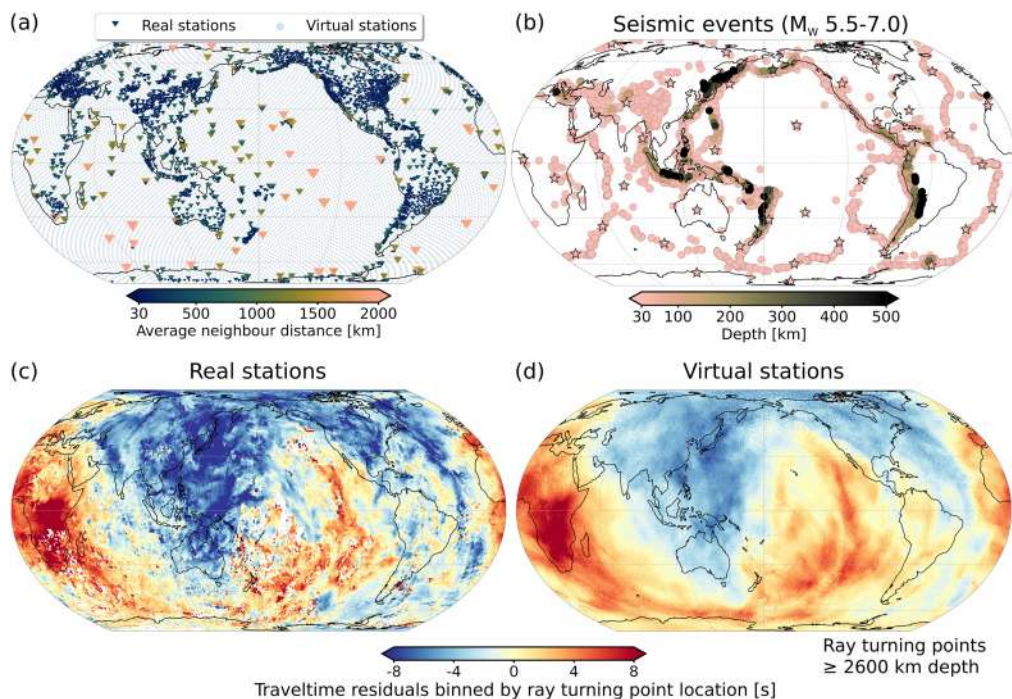 (a)
Real stations
Virtual stations
30 500 1000 1500 2000
Average neighbour distance [km]
(b)
Seismic events (Mw 5.5-7.0)
30 100 200 300 400 500
Depth [km]
(c)
Real stations
(d)
Virtual stations
-8 -4 0 4 8
Traveltime residuals binned by ray turning point location [s]
Ray turning points
≥ 2600 km depth